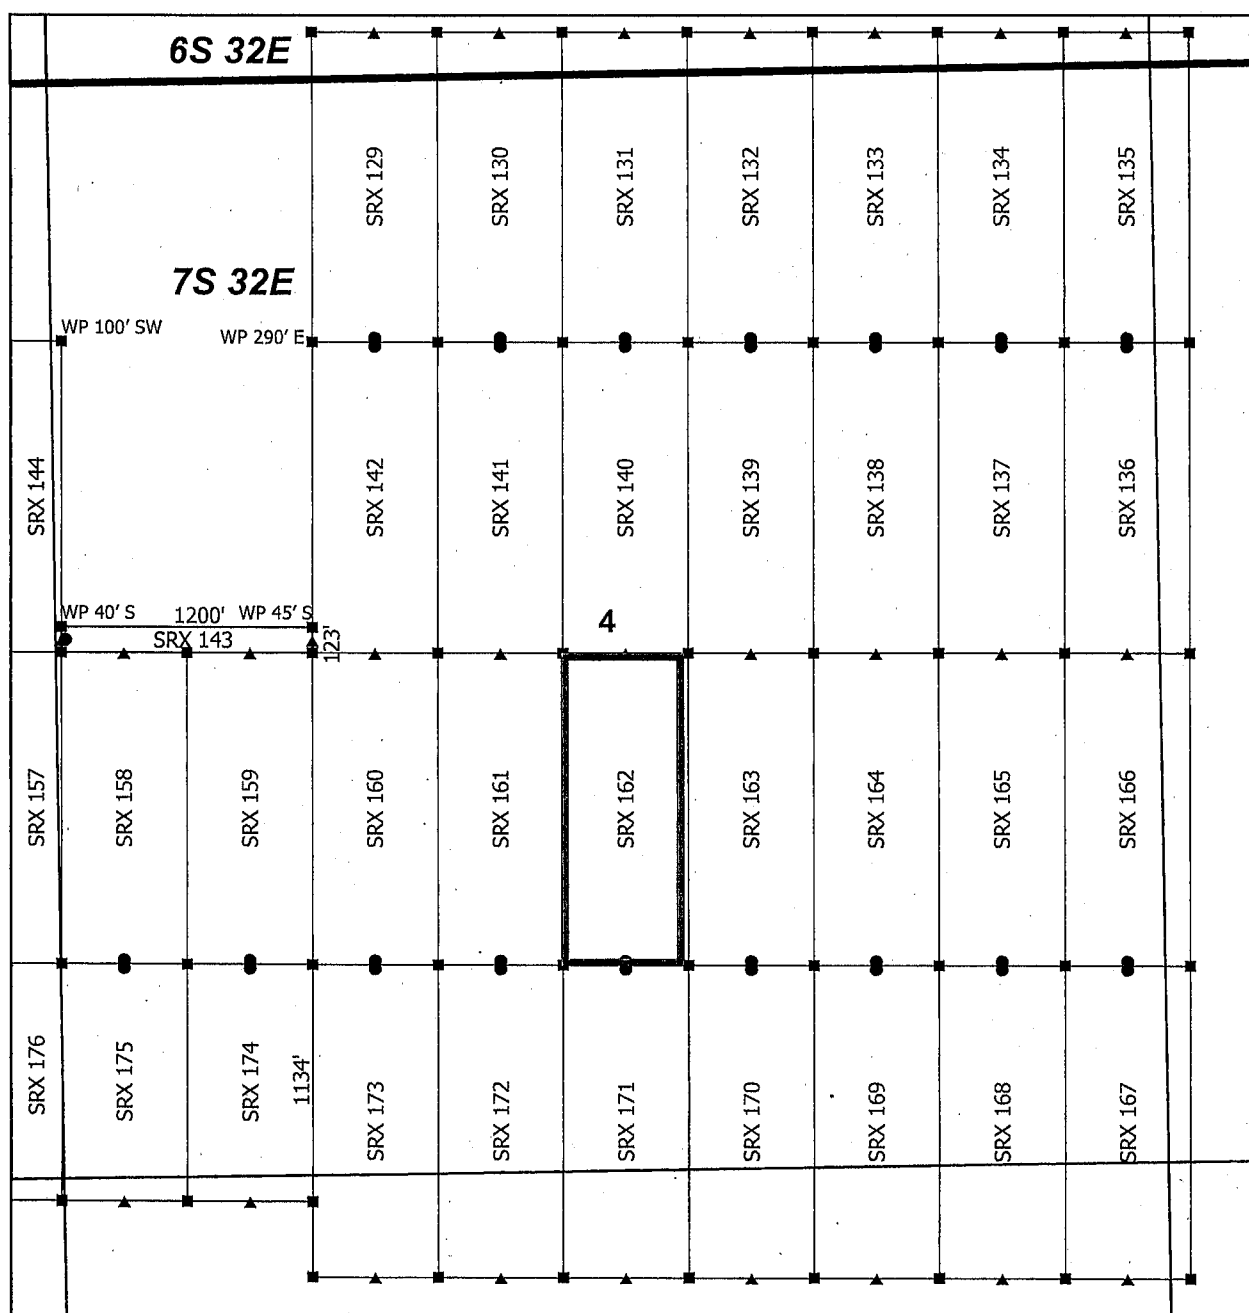 6S 32E
SRX 129
SRX 130
SRX 131
SRX 132
SRX 133
SRX 134
SRX 135
7S 32E
WP 100' SW
WP 290' E
SRX 144
SRX 142
SRX 141
SRX 140
SRX 139
SRX 138
SRX 137
SRX 136
WP 40' S
1200'
WP 45' S
4
SRX 143
123'
SRX 157
SRX 158
SRX 159
SRX 160
SRX 161
SRX 162
SRX 163
SRX 164
SRX 165
SRX 166
SRX 176
SRX 175
SRX 174
1134'
SRX 173
SRX 172
SRX 171
SRX 170
SRX 169
SRX 168
SRX 167